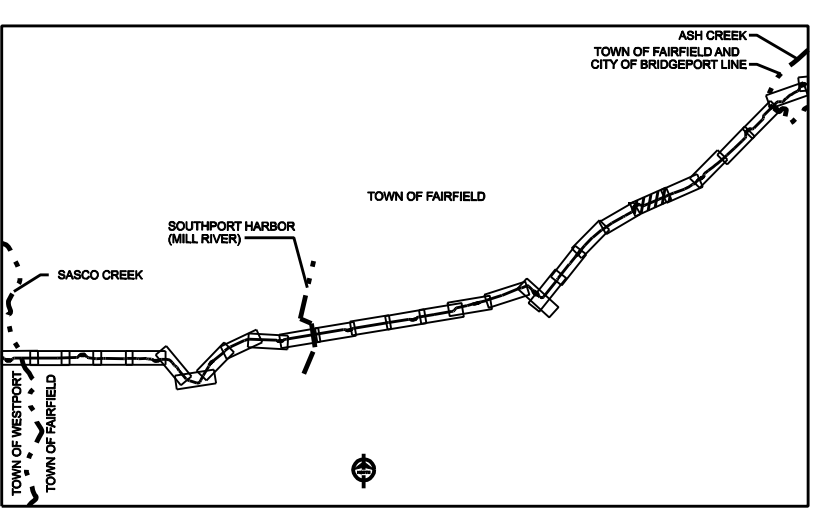 ASH CREEK
TOWN OF FAIRFIELD AND
CITY OF BRIDGEPORT LINE
TOWN OF FAIRFIELD
SOUTHPORT HARBOR
(MILL RIVER)
SASCO CREEK
TOWN OF WESTPORT
TOWN OF FAIRFIELD